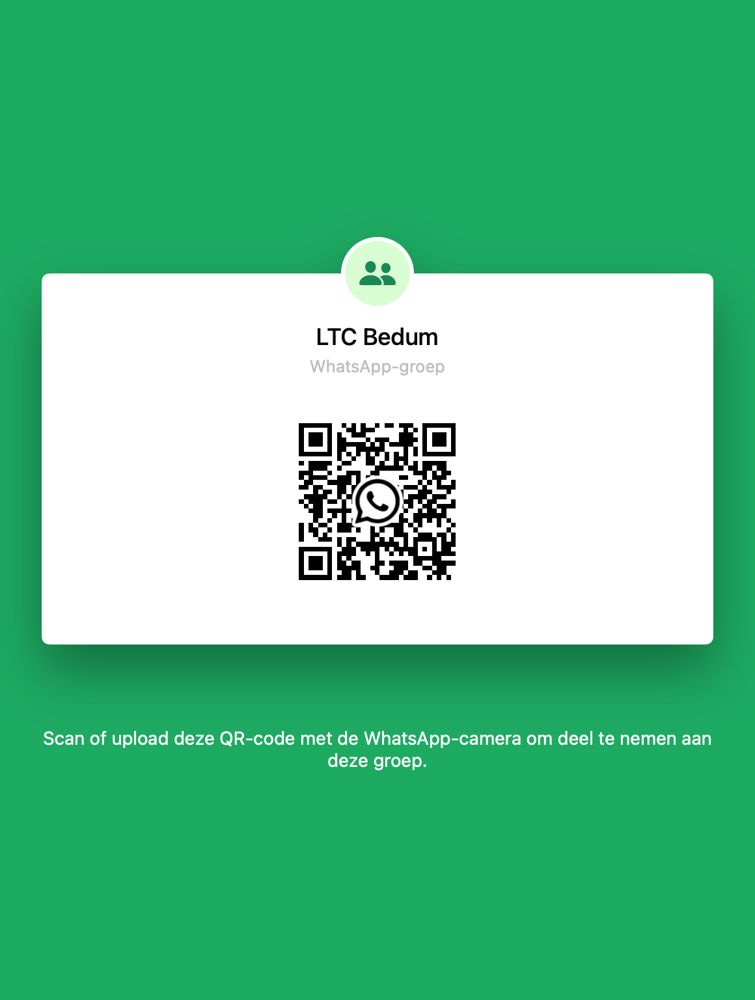 LTC Bedum
WhatsApp-groep
Scan of upload deze QR-code met de WhatsApp-camera om deel te nemen aan
deze groep.